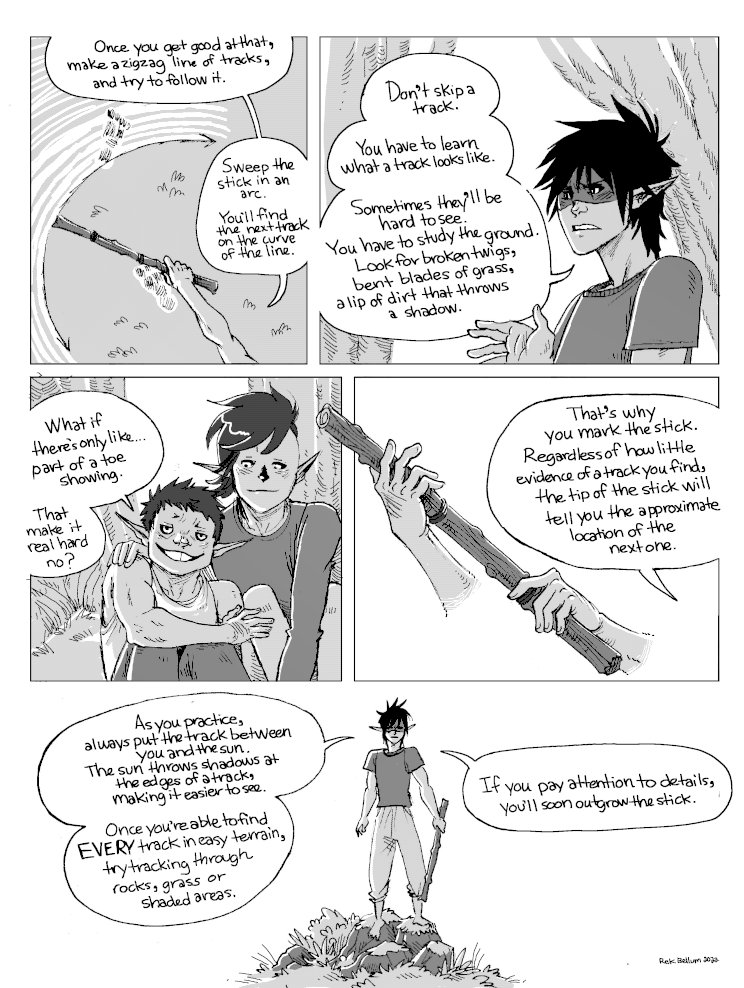 Once you get good at that,
make a zigzag line of tracks,
and try to follow it.
Sweep the
stick in an
arc.
You'll find
the next track
on the curve
of the line.
Don't skip a
track.
You have to learn
what a track looks like.
Sometimes they'll be
hard to see.
You have to study the ground.
Look for broken twigs,
bent blades of grass,
a lip of dirt that throws
a shadow.
What if
there's only like....
part of a toe
showing.
That
make it
real hard
no?
That's why
you mark the stick.
Regardless of how little
evidence of a track you find,
the tip of the stick will
tell you the approximate
location of the
next one.
As you practice,
always put the track between
you and the sun.
The sun throws shadows at
the edges of a track,
making it easier to see.
Once you're able to find
EVERY track in easy terrain,
try tracking through
rocks, grass or
shaded areas.
If you pay attention to details,
you'll soon outgrow the stick.
Rek Bellum 2022